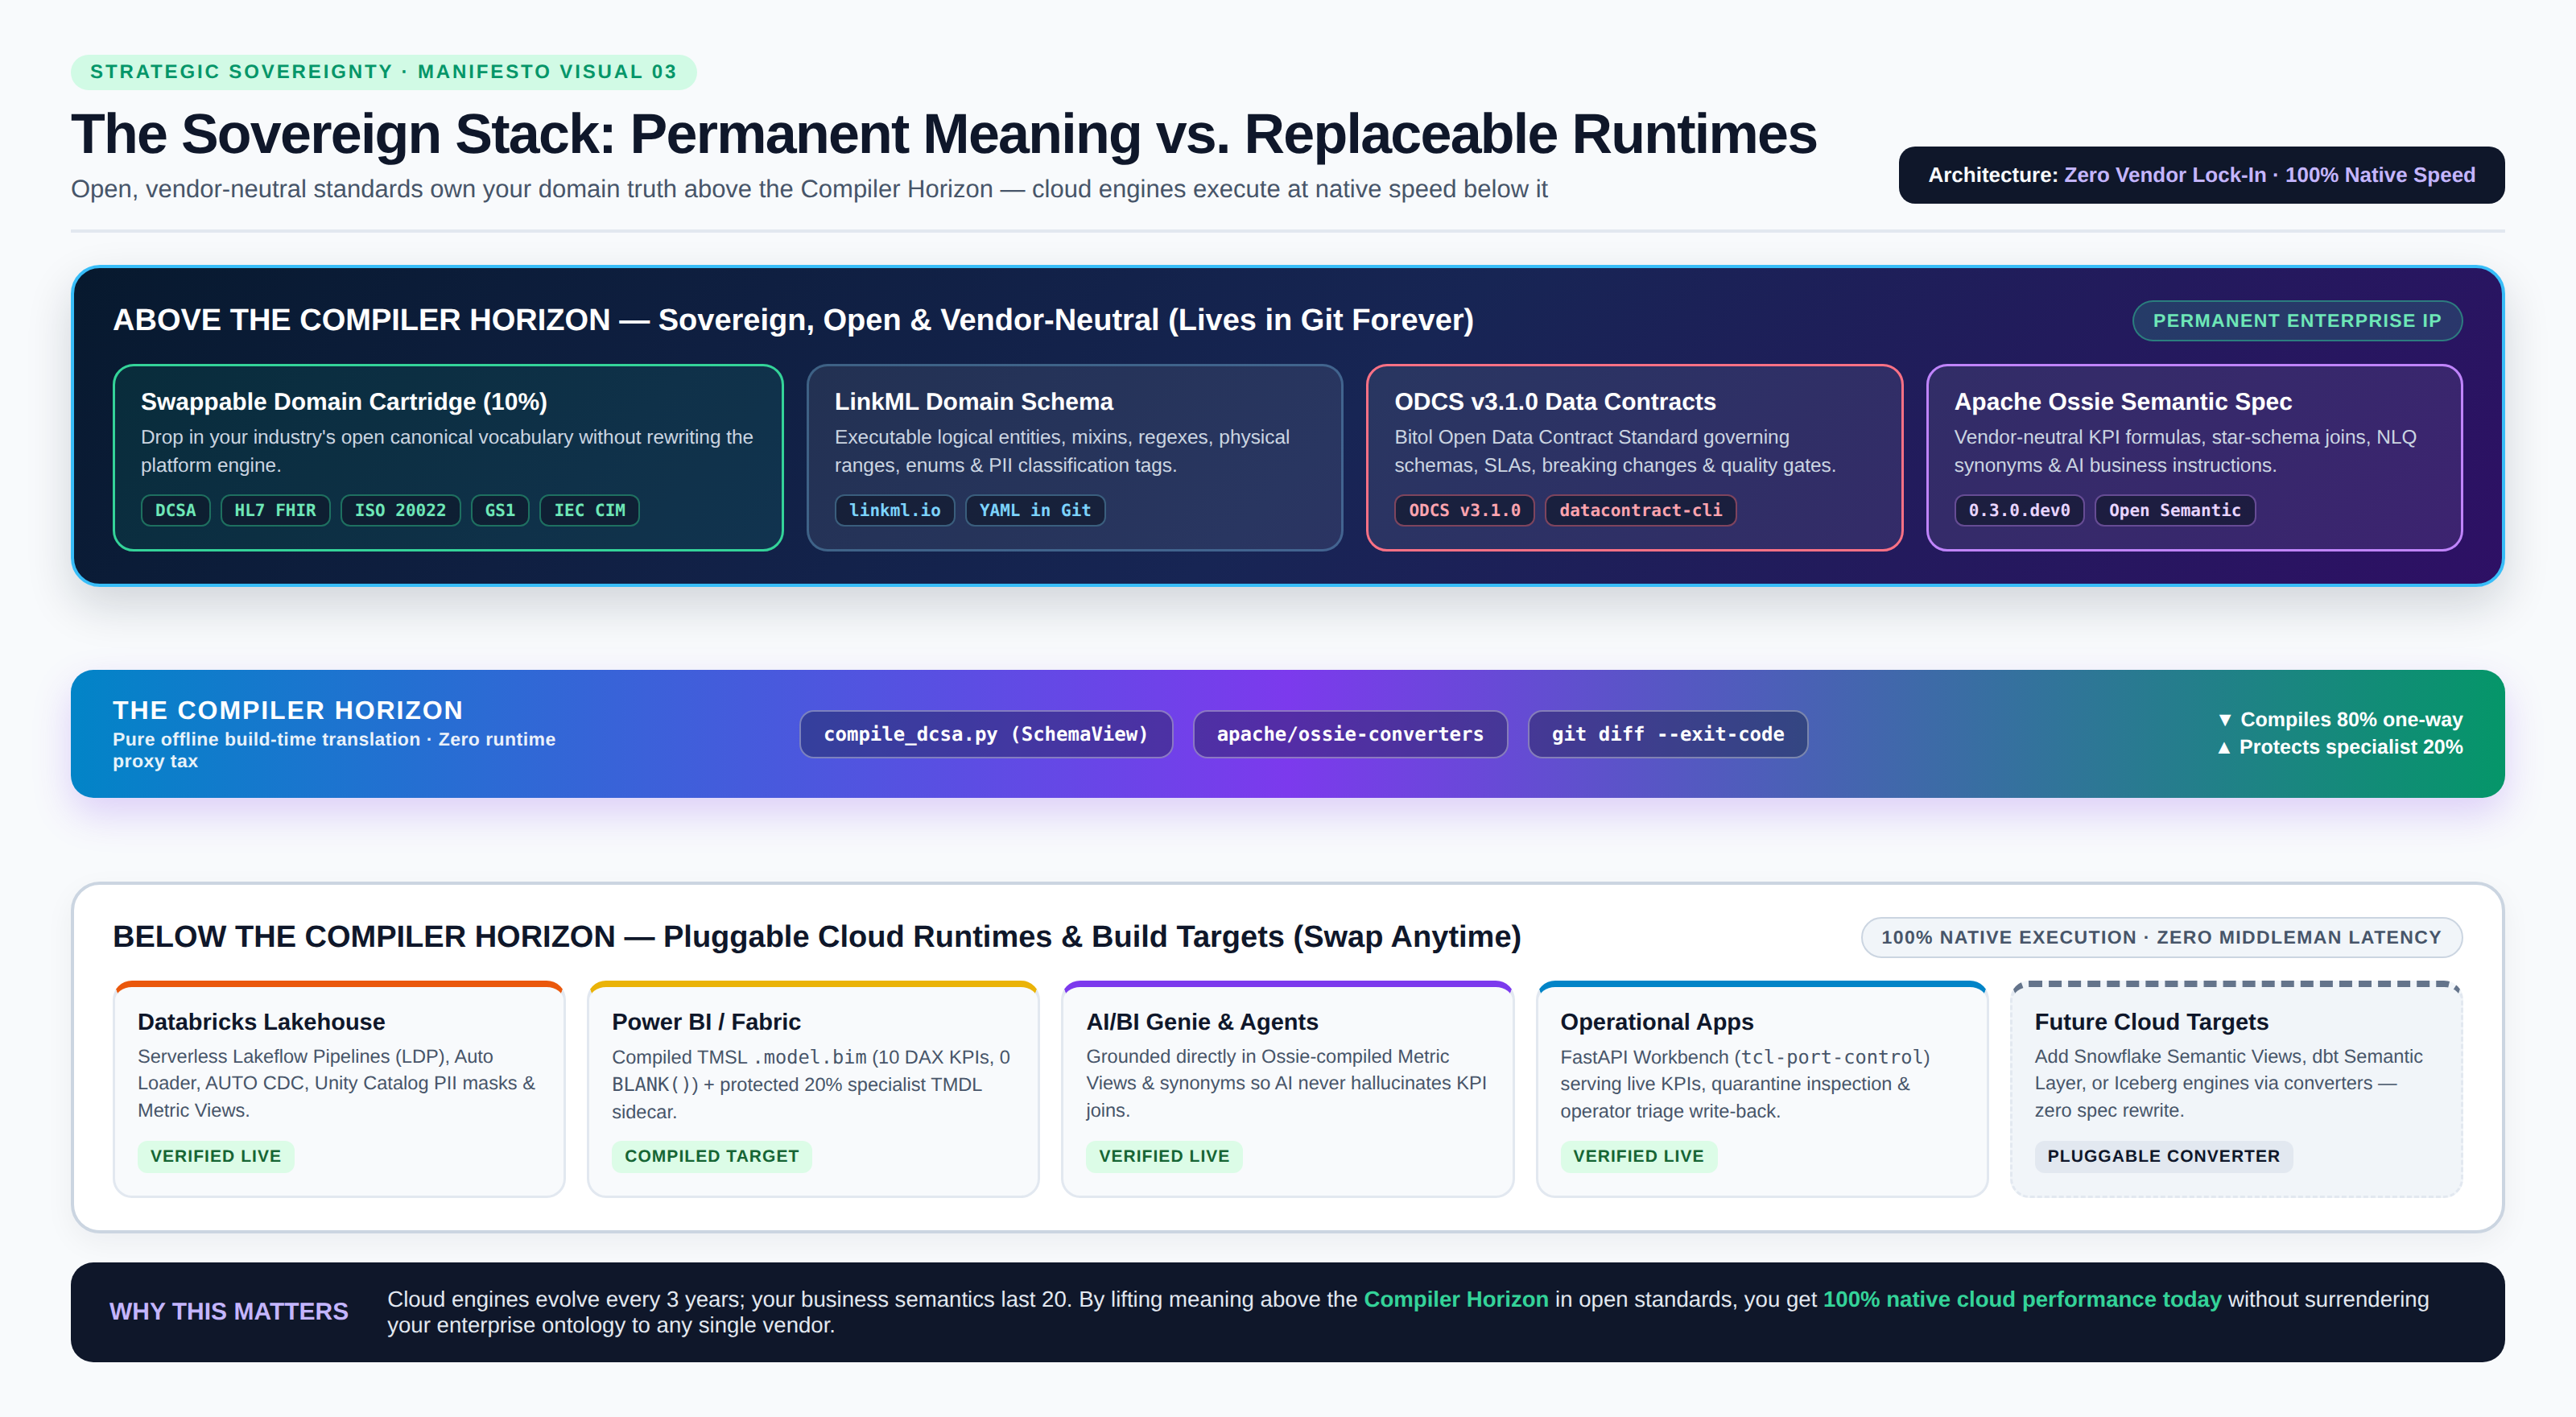 STRATEGIC SOVEREIGNTY · MANIFESTO VISUAL 03
The Sovereign Stack: Permanent Meaning vs. Replaceable Runtimes
Open, vendor-neutral standards own your domain truth above the Compiler Horizon — cloud engines execute at native speed below it
Architecture: Zero Vendor Lock-In · 100% Native Speed
ABOVE THE COMPILER HORIZON — Sovereign, Open & Vendor-Neutral (Lives in Git Forever)
PERMANENT ENTERPRISE IP
Swappable Domain Cartridge (10%)
Drop in your industry's open canonical vocabulary without rewriting the
platform engine.
DCSA HL7 FHIR ISO 20022 GS1 IEC CIM
LinkML Domain Schema
Executable logical entities, mixins, regexes, physical
ranges, enums & PII classification tags.
linkml.io YAML in Git
ODCS v3.1.0 Data Contracts
Bitol Open Data Contract Standard governing
schemas, SLAs, breaking changes & quality gates.
ODCS v3.1.0 datacontract-cli
Apache Ossie Semantic Spec
Vendor-neutral KPI formulas, star-schema joins, NLQ
synonyms & AI business instructions.
0.3.0.dev0 Open Semantic
THE COMPILER HORIZON
Pure offline build-time translation · Zero runtime
proxy tax
compile_dcsa.py (SchemaView) apache/ossie-converters git diff --exit-code
▼ Compiles 80% one-way
▲ Protects specialist 20%
BELOW THE COMPILER HORIZON — Pluggable Cloud Runtimes & Build Targets (Swap Anytime)
100% NATIVE EXECUTION · ZERO MIDDLEMAN LATENCY
Databricks Lakehouse
Serverless Lakeflow Pipelines (LDP), Auto
Loader, AUTO CDC, Unity Catalog PII masks &
Metric Views.
VERIFIED LIVE
Power BI / Fabric
Compiled TMSL .model.bim (10 DAX KPIs, 0
BLANK()) + protected 20% specialist TMDL
sidecar.
COMPILED TARGET
AI/BI Genie & Agents
Grounded directly in Ossie-compiled Metric
Views & synonyms so AI never hallucinates KPI
joins.
VERIFIED LIVE
Operational Apps
FastAPI Workbench (tcl-port-control)
serving live KPIs, quarantine inspection &
operator triage write-back.
VERIFIED LIVE
Future Cloud Targets
Add Snowflake Semantic Views, dbt Semantic
Layer, or Iceberg engines via converters —
zero spec rewrite.
PLUGGABLE CONVERTER
WHY THIS MATTERS
Cloud engines evolve every 3 years; your business semantics last 20. By lifting meaning above the Compiler Horizon in open standards, you get 100% native cloud performance today without surrendering
your enterprise ontology to any single vendor.